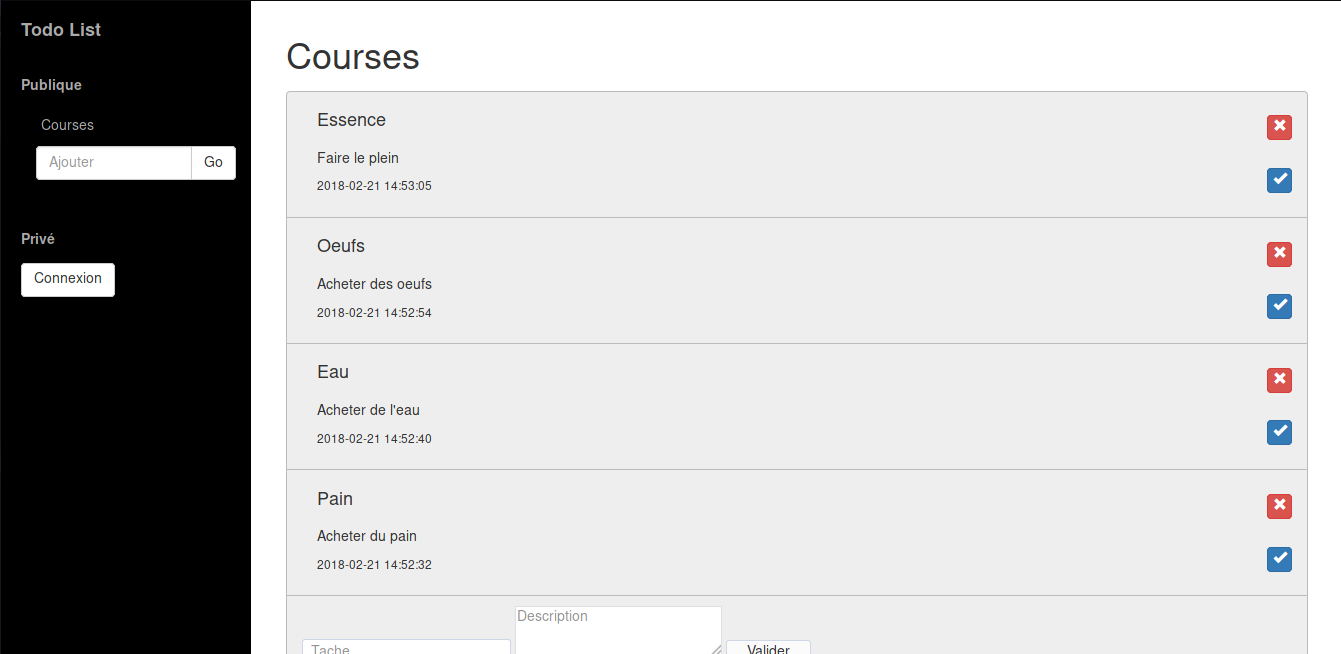 Todo List
Publique
Courses
Ajouter
Go
Privé
Connexion
Courses
Essence
Faire le plein
2018-02-21 14:53:05
Oeufs
Acheter des oeufs
2018-02-21 14:52:54
Eau
Acheter de l'eau
2018-02-21 14:52:40
Pain
Acheter du pain
2018-02-21 14:52:32
Description
Tache
Valider